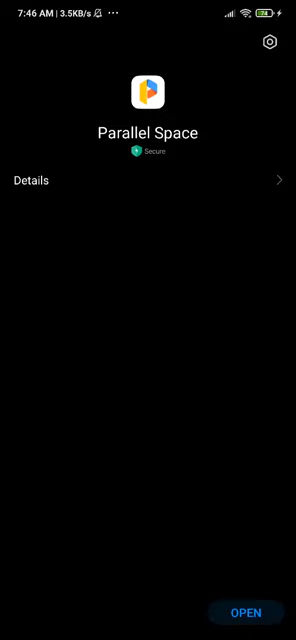 7:46 AM | 3.5KB/s
74
Parallel Space
Secure
Details
OPEN